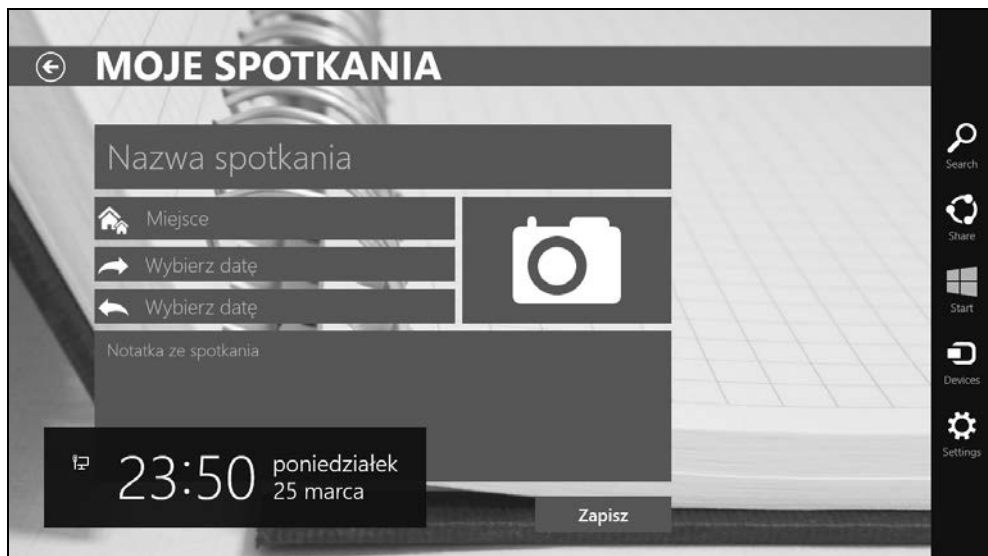 MOJE SPOTKANIA
Nazwa spotkania
Miejsce
Wybierz datę
Wybierz datę
Notatka ze spotkania
23:50
poniedziałek
25 marca
Zapisz
Search
Share
Start
Devices
Settings